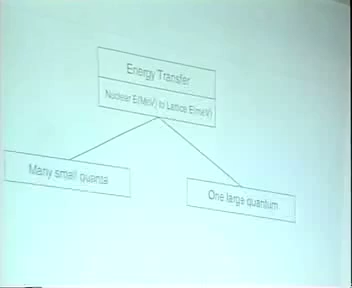 Energy Transfer
Nuclear E(MeV) to Lattice E(meV)
Many small quanta
One large quantum